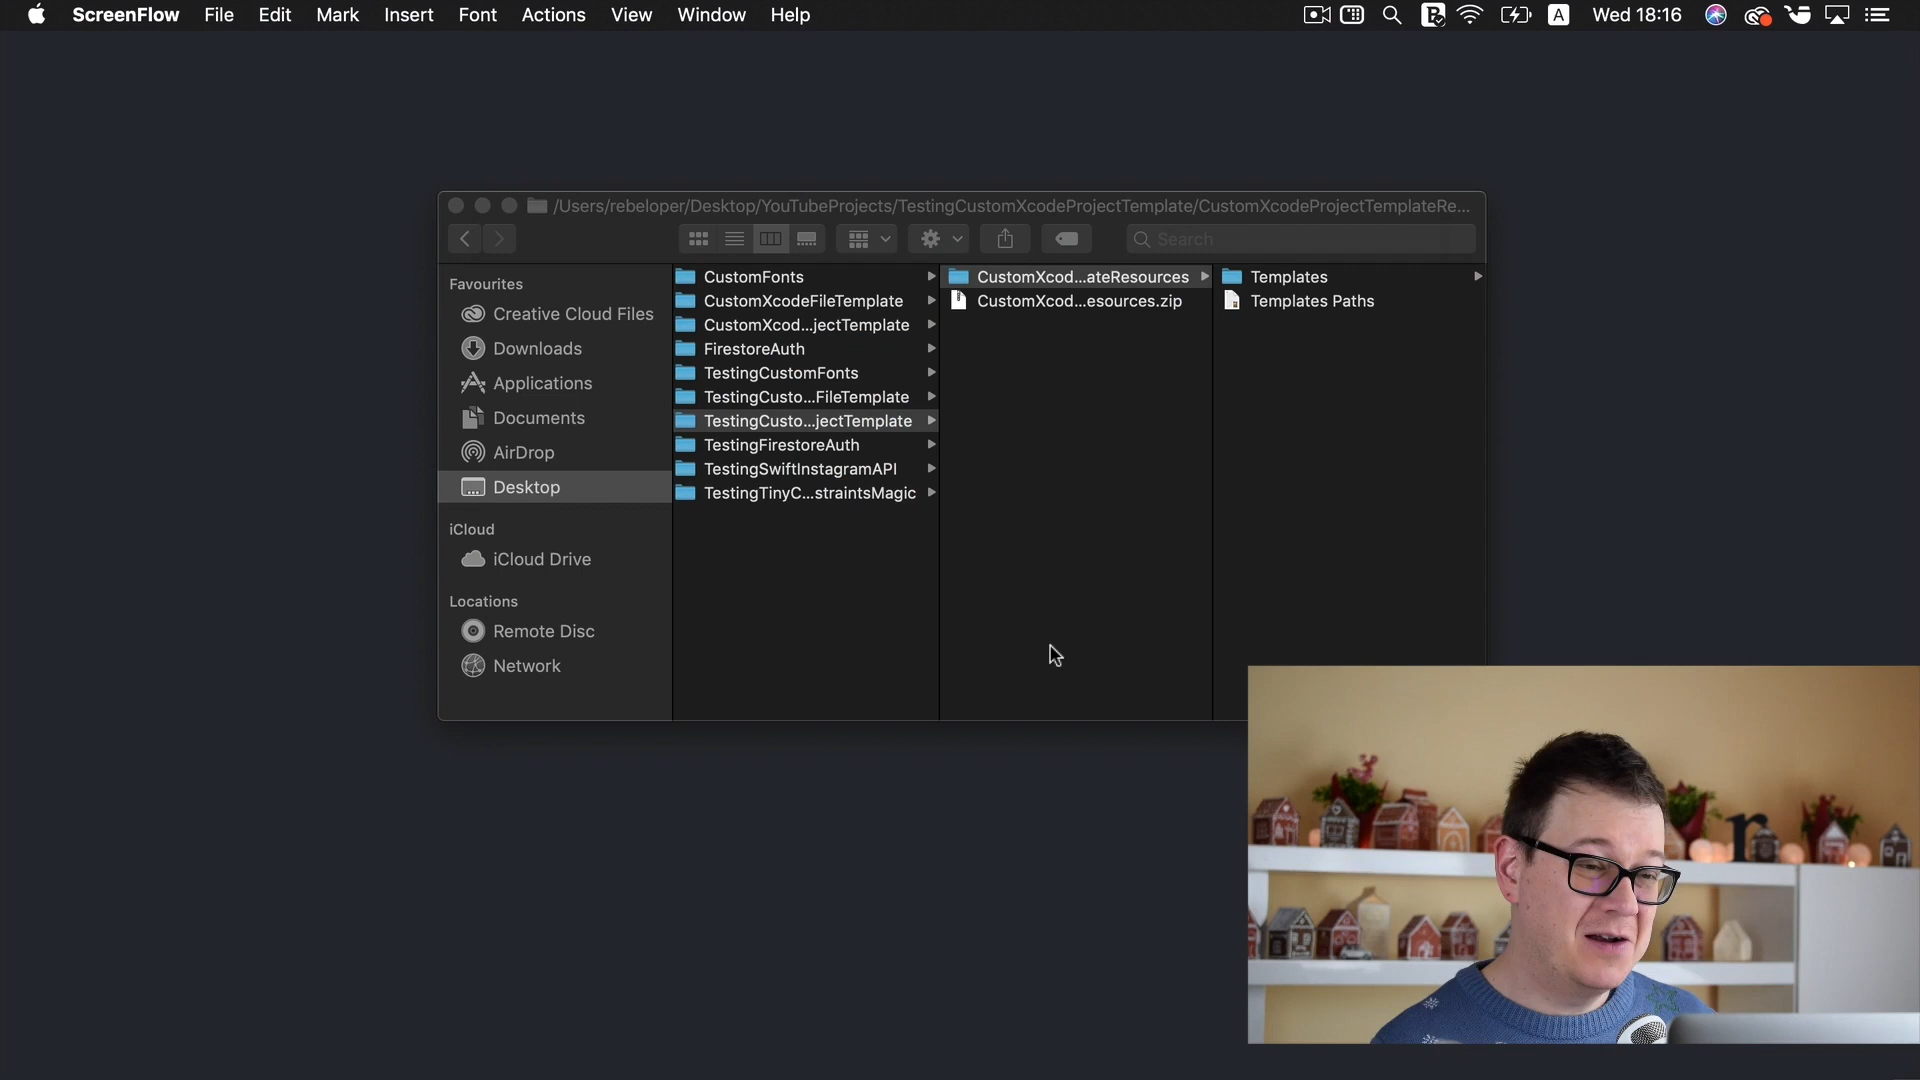 ScreenFlow File Edit Mark Insert Font Actions View Window Help
A Wed 18:16
/Users/rebeloper/Desktop/YouTubeProjects/TestingCustomXcodeProjectTemplate/CustomXcodeProjectTemplateRe...
Search
Favourites
Creative Cloud Files
Downloads
Applications
Documents
AirDrop
Desktop
iCloud
iCloud Drive
Locations
Remote Disc
Network
CustomFonts
CustomXcodeFileTemplate
CustomXcod...jectTemplate
FirestoreAuth
TestingCustomFonts
TestingCusto...FileTemplate
TestingCusto...jectTemplate
TestingFirestoreAuth
TestingSwiftInstagramAPI
TestingTinyC...straintsMagic
CustomXcod...ateResources
CustomXcod...esources.zip
Templates
Templates Paths
r